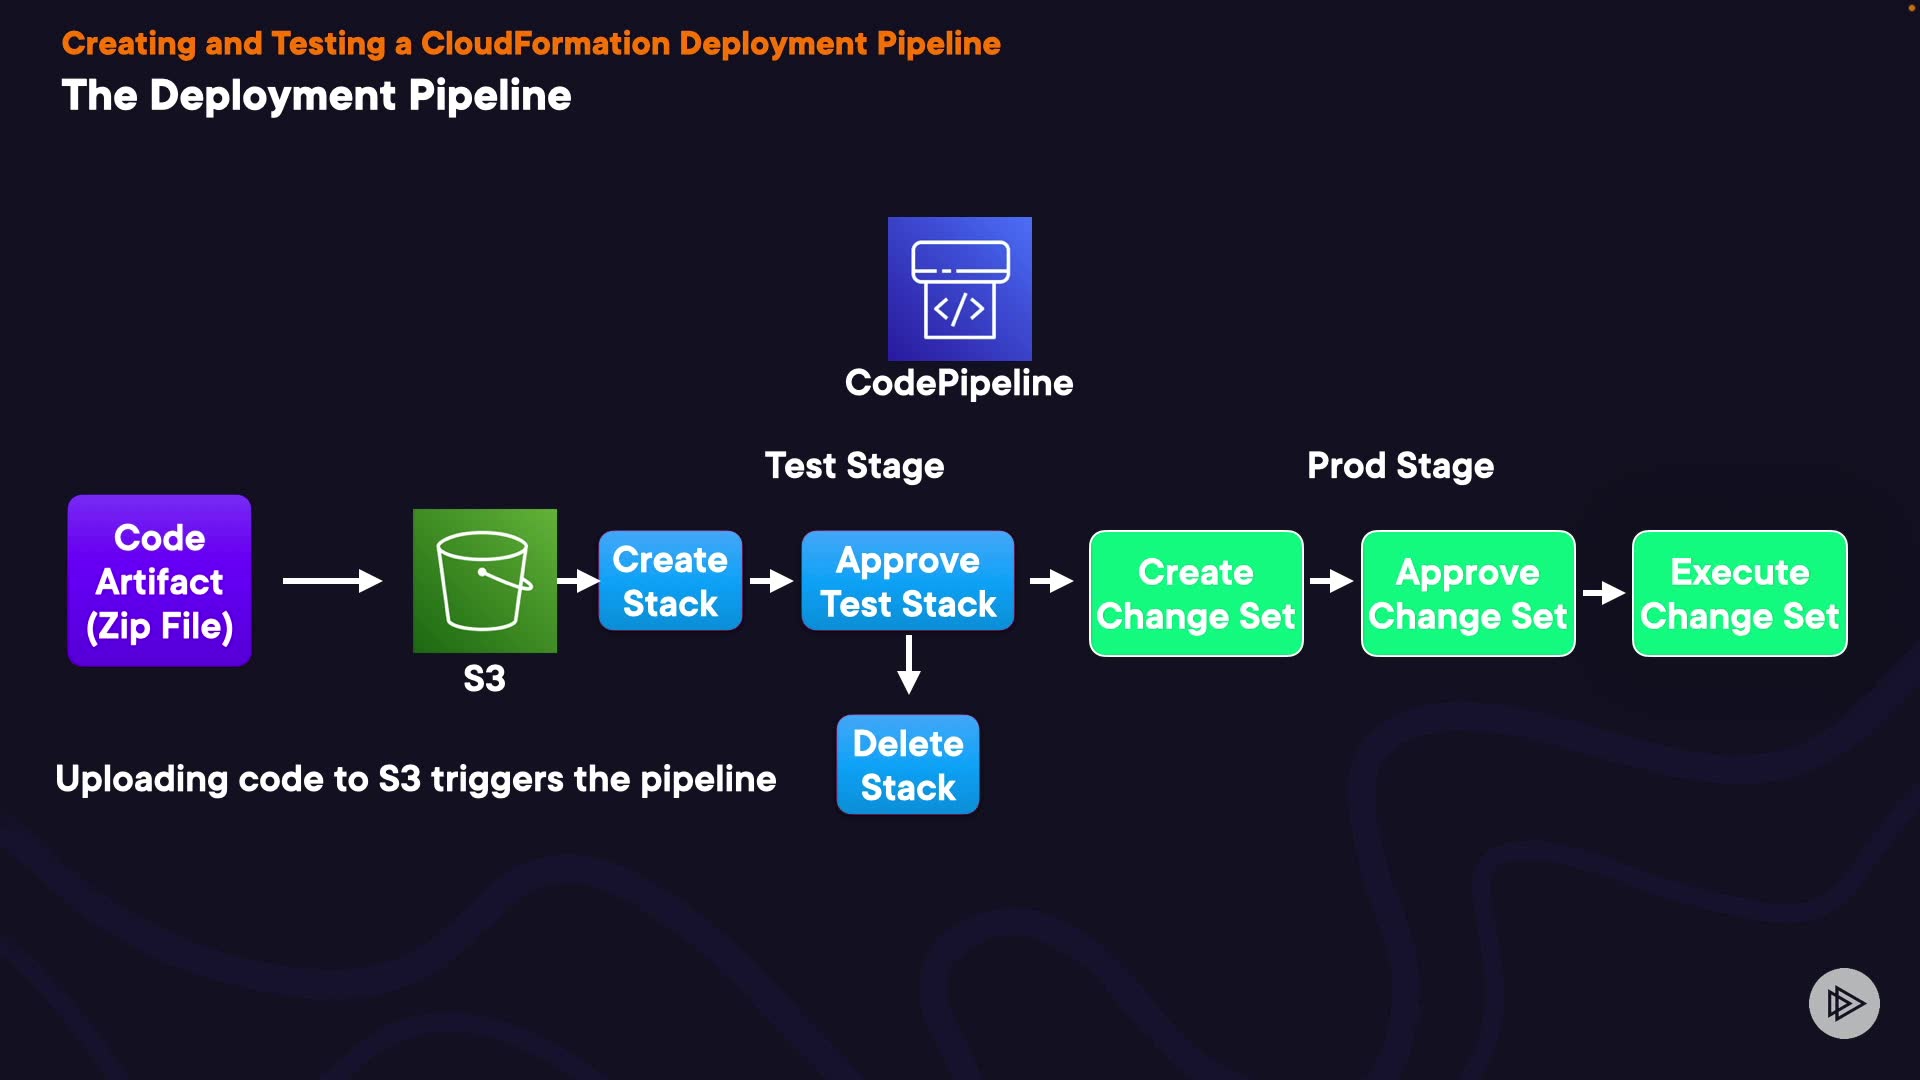 Creating and Testing a CloudFormation Deployment Pipeline
The Deployment Pipeline
</>
CodePipeline
Test Stage
Prod Stage
Code
Artifact
(Zip File)
S3
Create
Stack
Approve
Test Stack
Delete
Stack
Create
Change Set
Approve
Change Set
Execute
Change Set
Uploading code to S3 triggers the pipeline